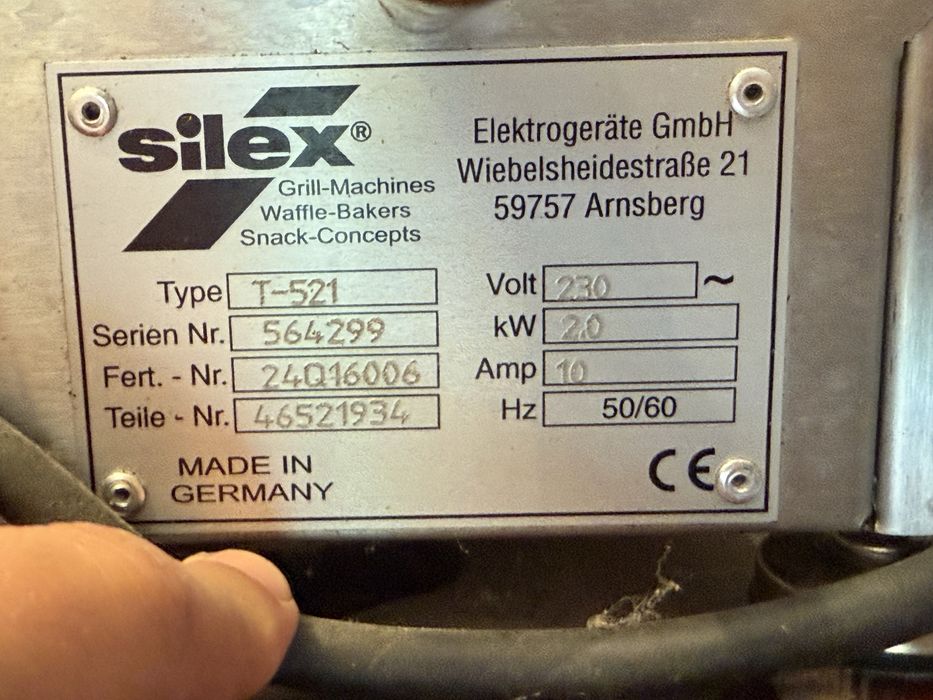 silex®
Grill-Machines
Waffle-Bakers
Snack-Concepts
Elektrogeräte GmbH
Wiebelsheidestraße 21
59757 Arnsberg
Type T-521
Serien Nr. 564299
Fert. - Nr. 24Q16006
Teile - Nr. 46521934
Volt 230 ~
kW 2.0
Amp 10
Hz 50/60
MADE IN
GERMANY
CE